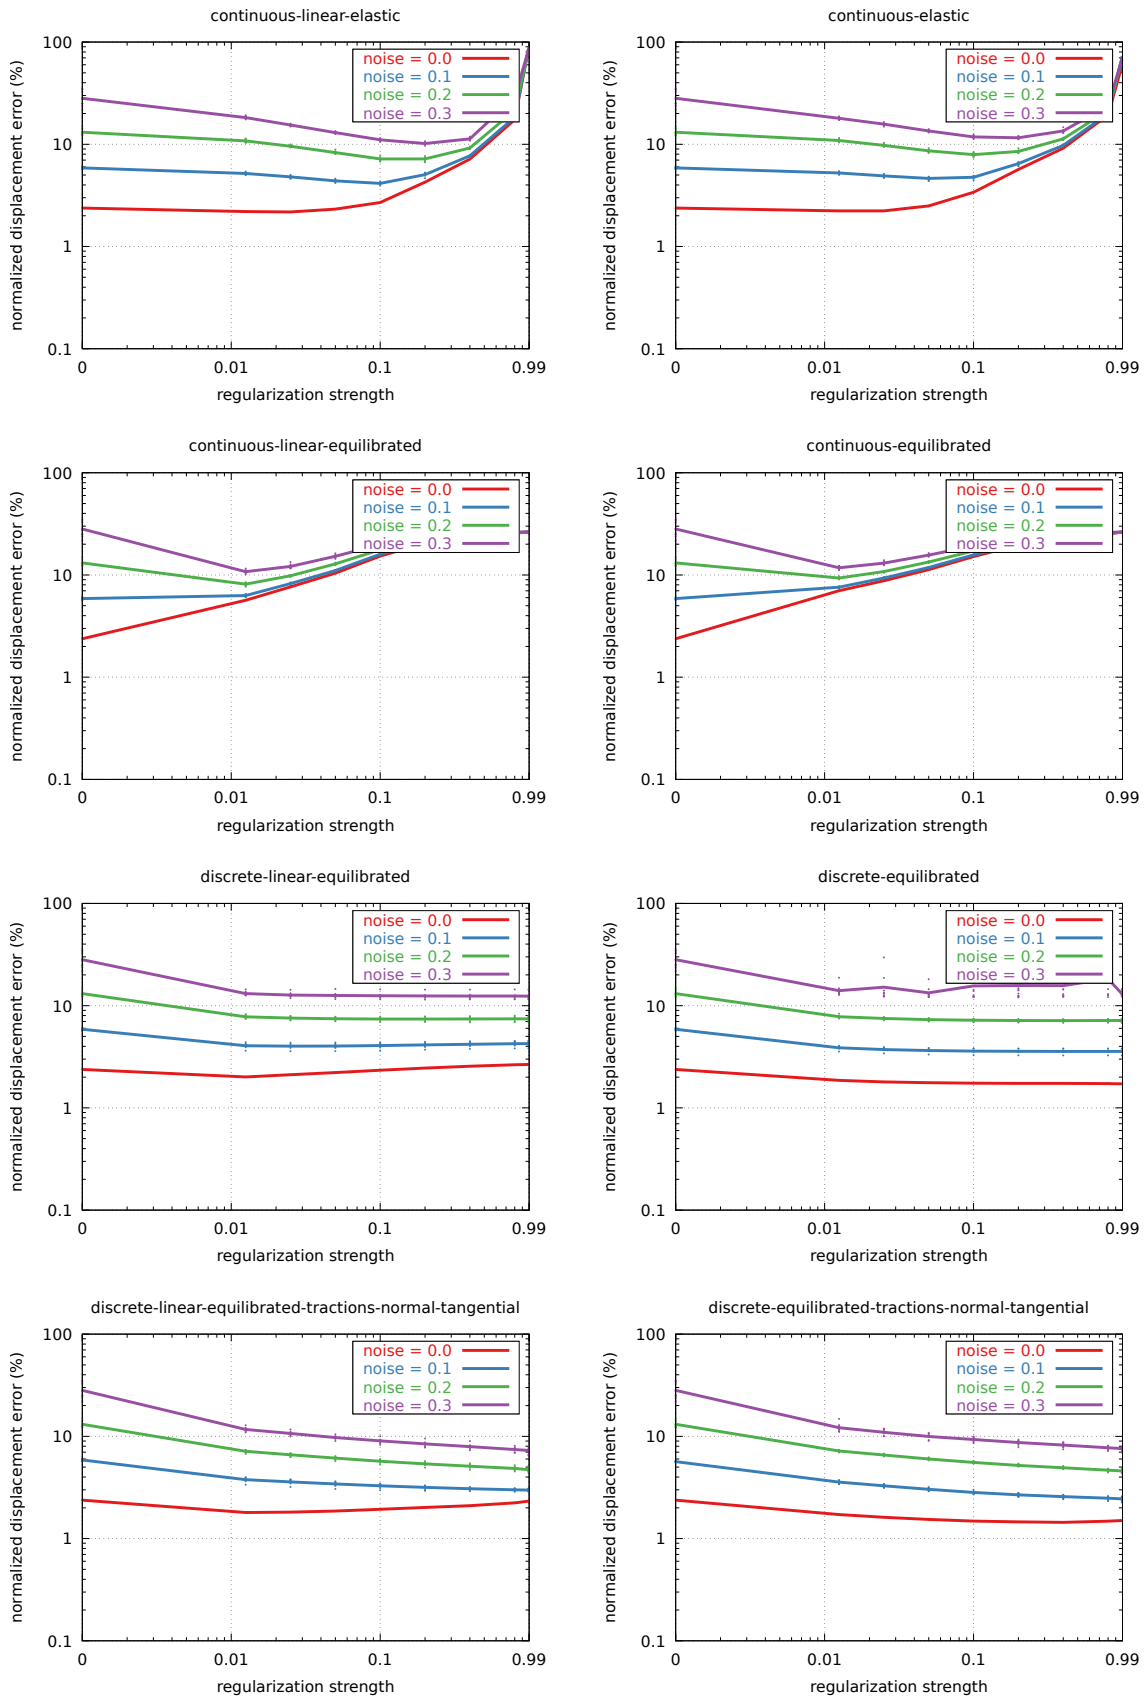 continuous-linear-elastic
normalized displacement error (%)
100
10
1
0.1
noise = 0.0
noise = 0.1
noise = 0.2
noise = 0.3
0 0.01 0.1 0.99
regularization strength
continuous-elastic
normalized displacement error (%)
100
10
1
0.1
noise = 0.0
noise = 0.1
noise = 0.2
noise = 0.3
0 0.01 0.1 0.99
regularization strength
continuous-linear-equilibrated
normalized displacement error (%)
100
10
1
0.1
noise = 0.0
noise = 0.1
noise = 0.2
noise = 0.3
0 0.01 0.1 0.99
regularization strength
continuous-equilibrated
normalized displacement error (%)
100
10
1
0.1
noise = 0.0
noise = 0.1
noise = 0.2
noise = 0.3
0 0.01 0.1 0.99
regularization strength
discrete-linear-equilibrated
normalized displacement error (%)
100
10
1
0.1
noise = 0.0
noise = 0.1
noise = 0.2
noise = 0.3
0 0.01 0.1 0.99
regularization strength
discrete-equilibrated
normalized displacement error (%)
100
10
1
0.1
noise = 0.0
noise = 0.1
noise = 0.2
noise = 0.3
0 0.01 0.1 0.99
regularization strength
discrete-linear-equilibrated-tractions-normal-tangential
normalized displacement error (%)
100
10
1
0.1
noise = 0.0
noise = 0.1
noise = 0.2
noise = 0.3
0 0.01 0.1 0.99
regularization strength
discrete-equilibrated-tractions-normal-tangential
normalized displacement error (%)
100
10
1
0.1
noise = 0.0
noise = 0.1
noise = 0.2
noise = 0.3
0 0.01 0.1 0.99
regularization strength